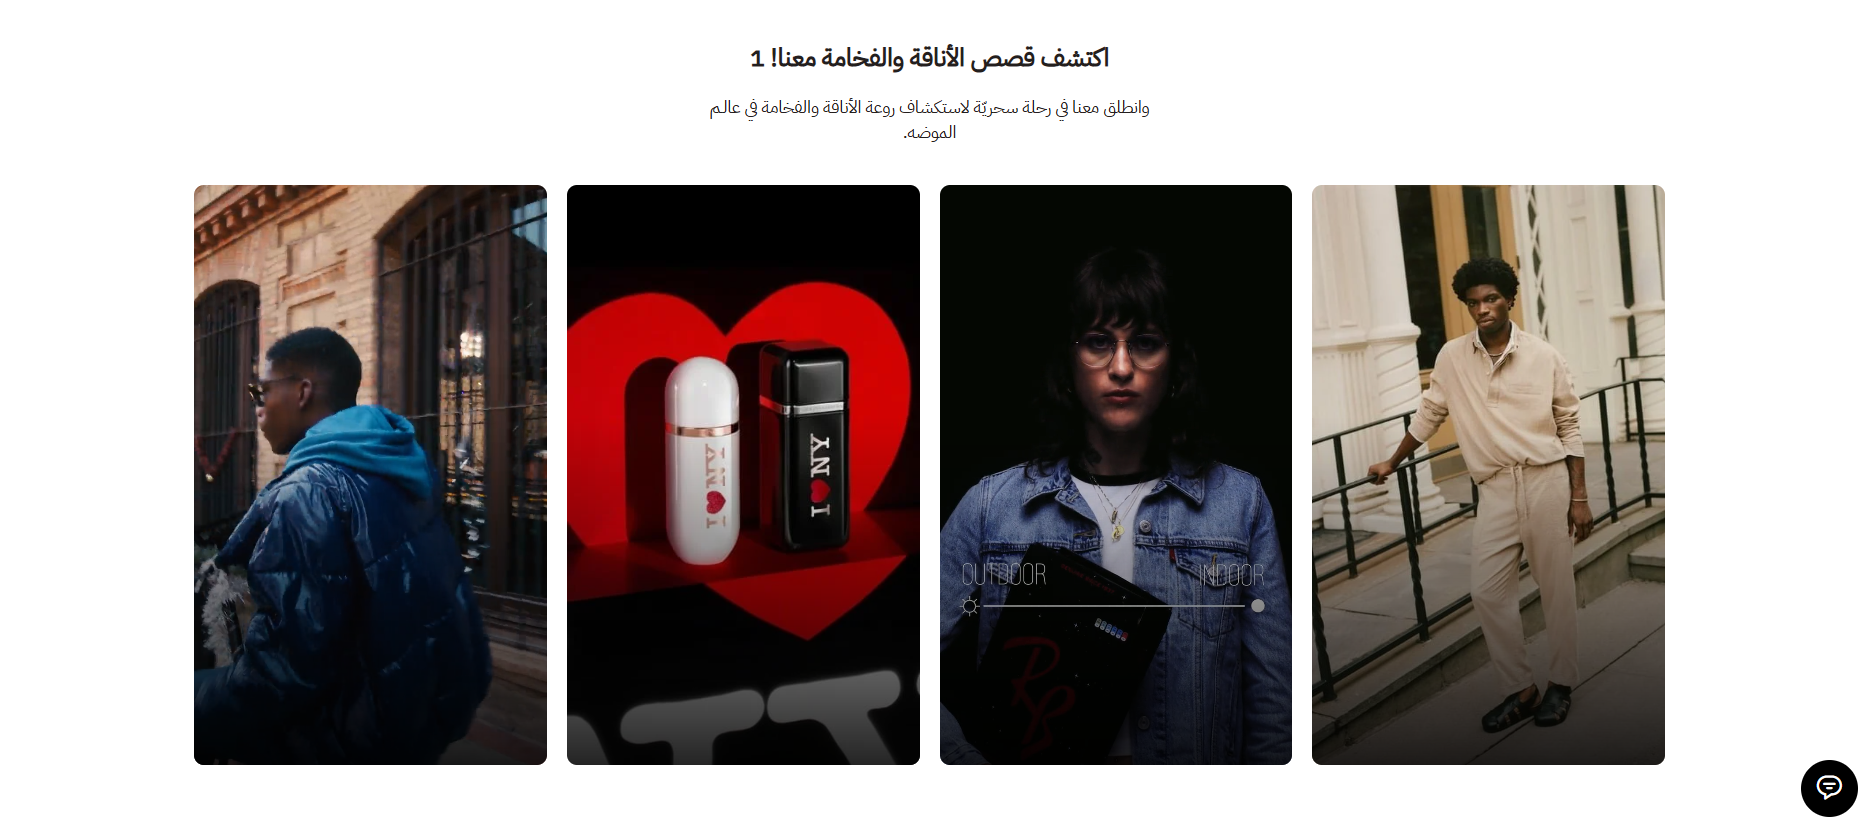 اكتشف قصص الأناقة والفخامة معنا! 1
وانطلق معنا في رحلة سحريّة لاستكشاف روعة الأناقة والفخامة في عالم
الموضه.
I ♥ NY
I ♥ NY
OUTDOOR
INDOOR